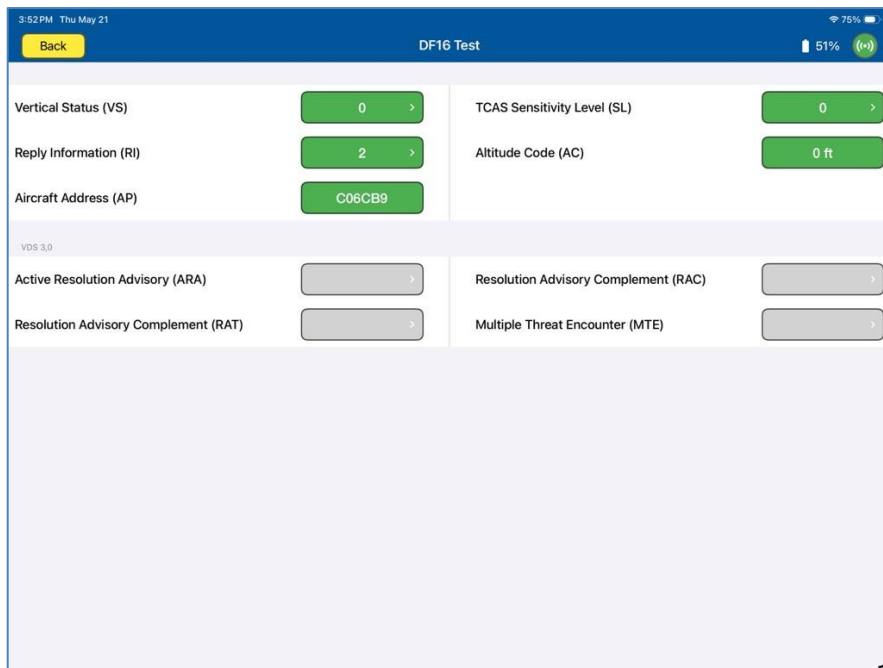 3:52 PM Thu May 21 75%
Back DF16 Test 51%
Vertical Status (VS) 0 > TCAS Sensitivity Level (SL) 0 >
Reply Information (RI) 2 > Altitude Code (AC) 0 ft
Aircraft Address (AP) C06CB9
VDS 3,0
Active Resolution Advisory (ARA) > Resolution Advisory Complement (RAC) >
Resolution Advisory Complement (RAT) > Multiple Threat Encounter (MTE) >